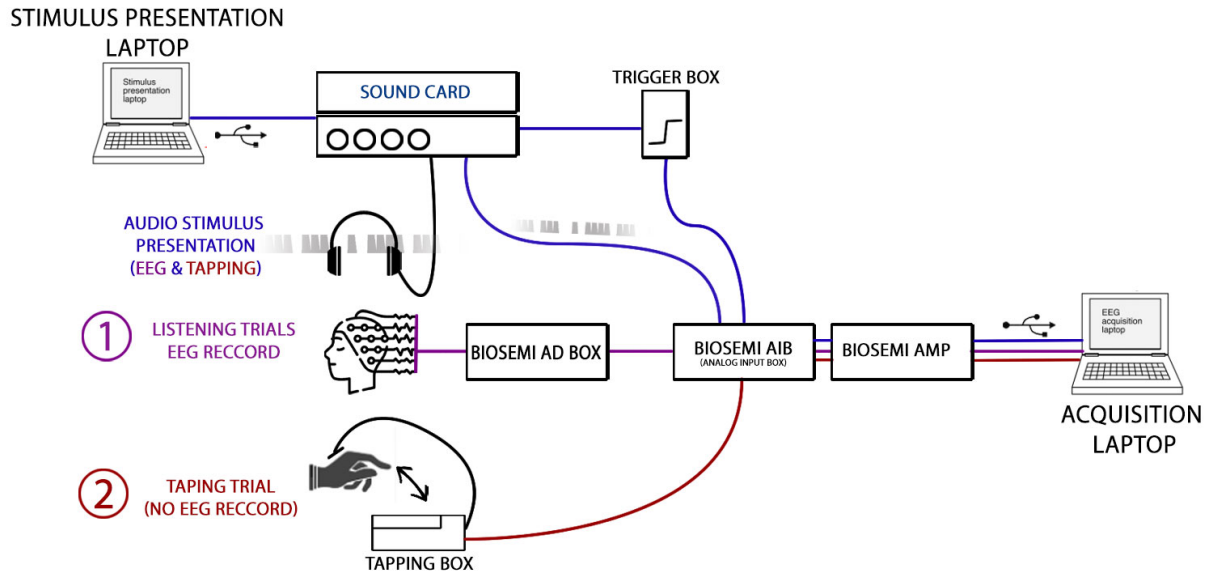 STIMULUS PRESENTATION
LAPTOP
Stimulus
presentation
laptop
SOUND CARD
TRIGGER BOX
AUDIO STIMULUS
PRESENTATION
(EEG & TAPPING)
1
LISTENING TRIALS
EEG RECCORD
BIOSEMI AD BOX
BIOSEMI AIB
(ANALOG INPUT BOX)
BIOSEMI AMP
EEG
acquisition
laptop
ACQUISITION
LAPTOP
2
TAPING TRIAL
(NO EEG RECCORD)
TAPPING BOX